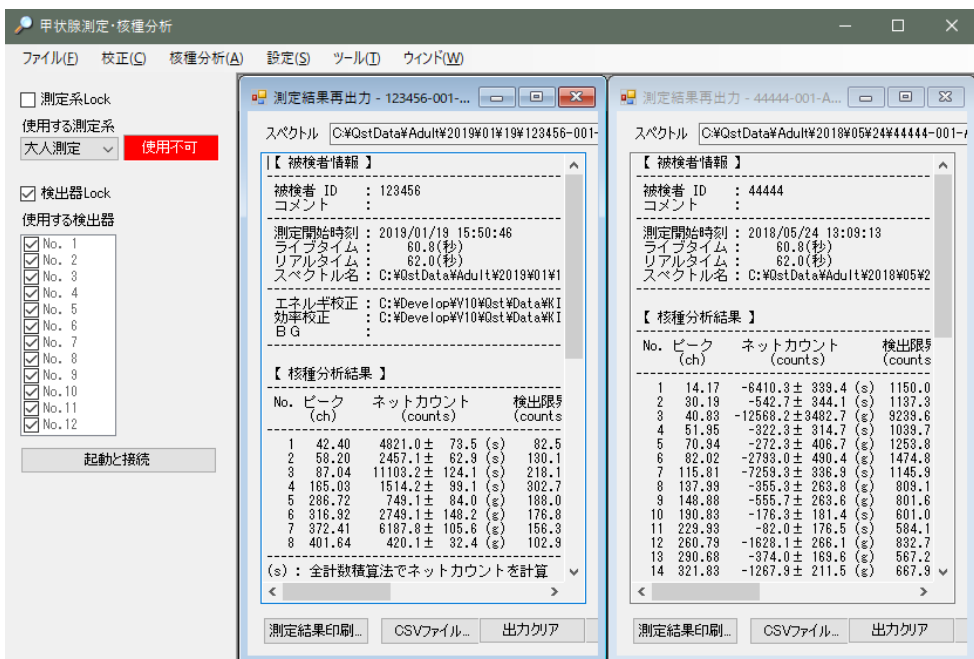 甲状腺測定・核種分析
ファイル(F) 校正(C) 核種分析(A) 設定(S) ツール(T) ウィンド(W)
測定系Lock
使用する測定系
大人測定 使用不可
検出器Lock
使用する検出器
No. 1
No. 2
No. 3
No. 4
No. 5
No. 6
No. 7
No. 8
No. 9
No.10
No.11
No.12
起動と接続
測定結果再出力 - 123456-001-...
スペクトル C:¥QstData¥Adult¥2019¥01¥19¥123456-001-
【 被検者情報 】
被検者 ID : 123456
コメント :
測定開始時刻 : 2019/01/19 15:50:46
ライブタイム : 60.8(秒)
リアルタイム : 62.0(秒)
スペクトル名 : C:¥QstData¥Adult¥2019¥01¥1
エネルギ校正 : C:¥Develop¥V10¥Qst¥Data¥KI
効率校正 : C:¥Develop¥V10¥Qst¥Data¥KI
ＢＧ :
【 核種分析結果 】
No. ピーク ネットカウント 検出限界
(ch) (counts) (counts
1 42.40 4821.0± 73.5 (s) 82.5
2 58.20 2457.1± 62.9 (s) 130.1
3 87.04 11103.2± 124.1 (s) 218.1
4 165.03 1514.2± 99.1 (s) 302.7
5 286.72 749.1± 84.0 (g) 188.0
6 316.92 2749.1± 148.2 (g) 176.8
7 372.41 6187.8± 105.6 (g) 156.3
8 401.64 420.1± 32.4 (g) 102.9
(s) : 全計数積算法でネットカウントを計算
測定結果印刷... CSVファイル... 出力クリア
測定結果再出力 - 44444-001-A...
スペクトル C:¥QstData¥Adult¥2018¥05¥24¥44444-001-A
【 被検者情報 】
被検者 ID : 44444
コメント :
測定開始時刻 : 2018/05/24 13:09:13
ライブタイム : 60.8(秒)
リアルタイム : 62.0(秒)
スペクトル名 : C:¥QstData¥Adult¥2018¥05¥2
【 核種分析結果 】
No. ピーク ネットカウント 検出限界
(ch) (counts) (counts
1 14.17 -6410.3± 339.4 (s) 1150.0
2 30.19 -542.7± 344.1 (s) 1137.3
3 40.83 -12568.2±3482.7 (g) 9239.6
4 51.95 -322.3± 314.7 (s) 1039.7
5 70.94 -272.3± 406.7 (s) 1253.8
6 82.02 -2793.0± 490.4 (g) 1474.8
7 115.81 -7259.3± 336.9 (s) 1145.9
8 137.99 -355.3± 263.8 (g) 809.1
9 148.88 -555.7± 263.6 (g) 801.6
10 190.83 -176.3± 181.4 (s) 601.0
11 229.93 -82.0± 176.5 (s) 584.1
12 260.79 -1628.1± 266.1 (g) 832.7
13 290.68 -374.0± 169.6 (g) 567.2
14 321.83 -1267.9± 211.5 (g) 667.9
測定結果印刷... CSVファイル... 出力クリア